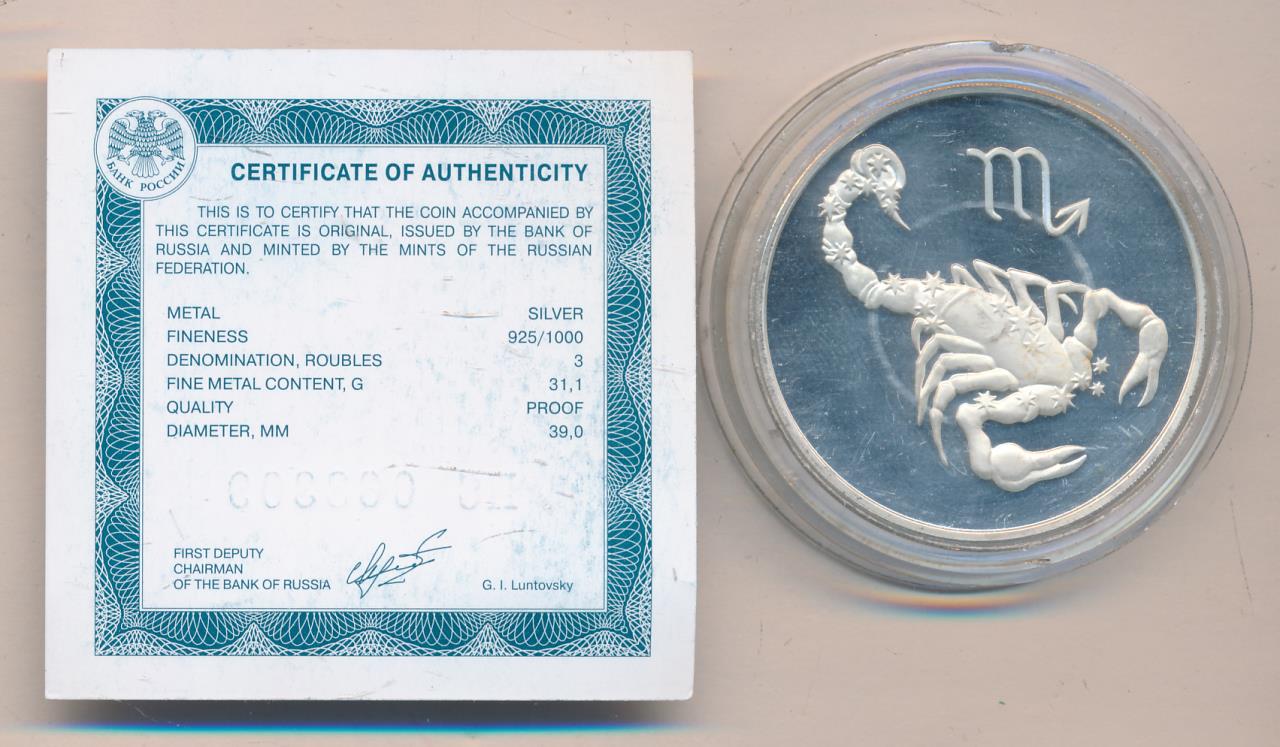 БАНК РОССИИ
CERTIFICATE OF AUTHENTICITY
THIS IS TO CERTIFY THAT THE COIN ACCOMPANIED BY
THIS CERTIFICATE IS ORIGINAL, ISSUED BY THE BANK OF
RUSSIA AND MINTED BY THE MINTS OF THE RUSSIAN
FEDERATION.
METAL SILVER
FINENESS 925/1000
DENOMINATION, ROUBLES 3
FINE METAL CONTENT, G 31,1
QUALITY PROOF
DIAMETER, MM 39,0
FIRST DEPUTY
CHAIRMAN
OF THE BANK OF RUSSIA G. I. Luntovsky